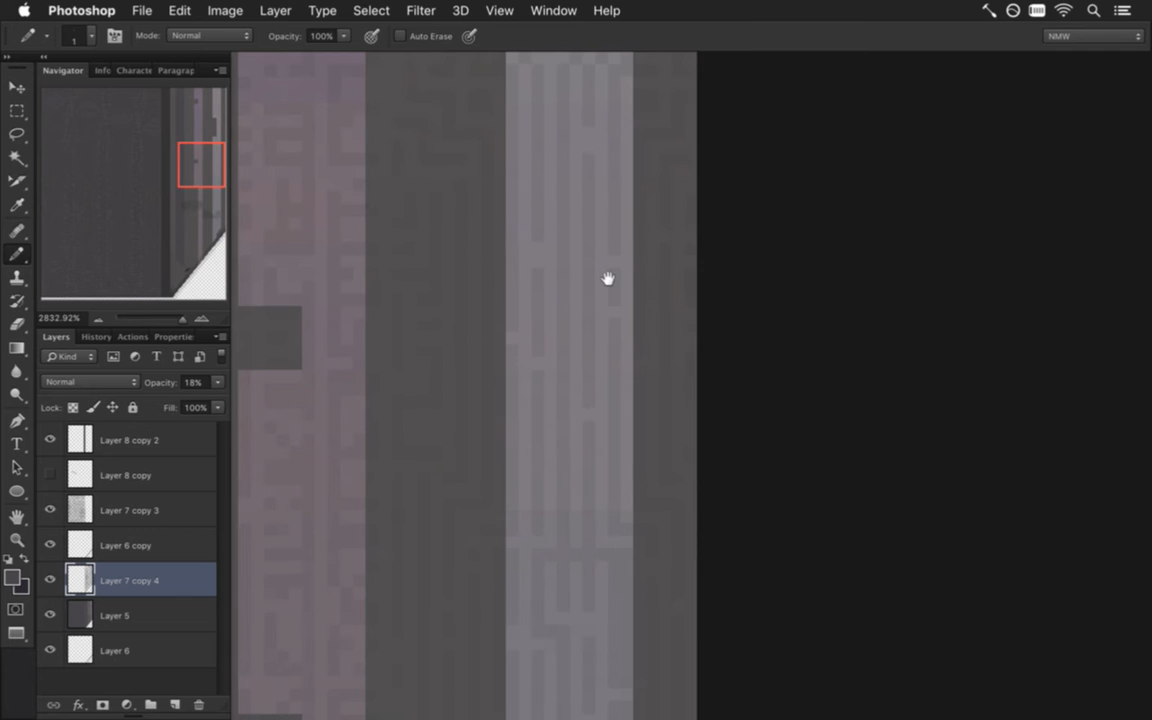 Photoshop File Edit Image Layer Type Select Filter 3D View Window Help
1 Mode: Normal Opacity: 100% Auto Erase NMW
Navigator Info Characte Paragrap
2832.92%
Layers History Actions Propertie
Kind
Normal Opacity: 18%
Lock: Fill: 100%
Layer 8 copy 2
Layer 8 copy
Layer 7 copy 3
Layer 6 copy
Layer 7 copy 4
Layer 5
Layer 6